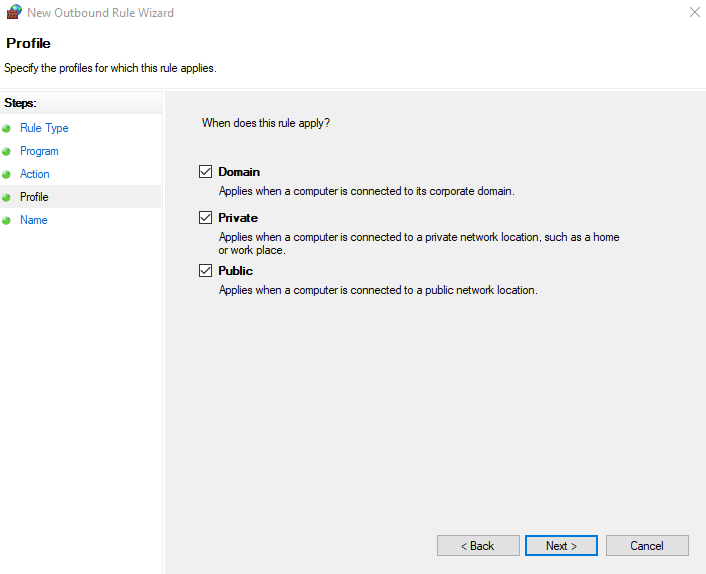 New Outbound Rule Wizard
Profile
Specify the profiles for which this rule applies.
Steps:
Rule Type
Program
Action
Profile
Name
When does this rule apply?
Domain
Applies when a computer is connected to its corporate domain.
Private
Applies when a computer is connected to a private network location, such as a home
or work place.
Public
Applies when a computer is connected to a public network location.
< Back
Next >
Cancel